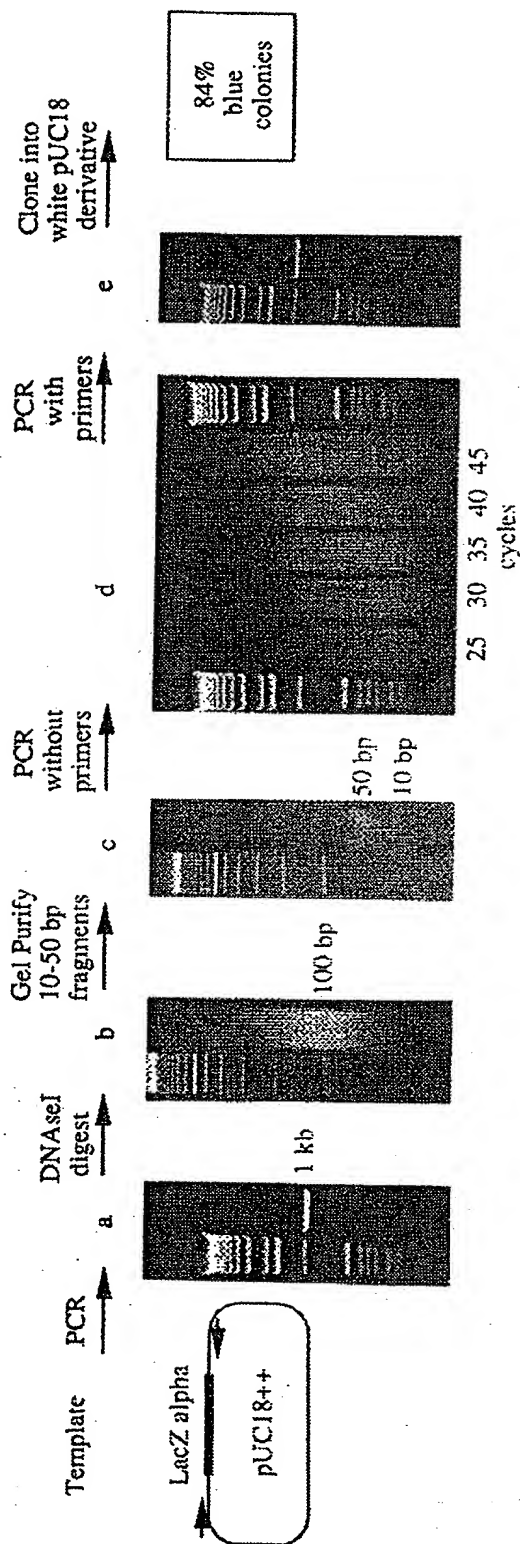 Template
PCR
a
DNAseI
digest
b
Gel Purify
10-50 bp
fragments
c
PCR
without
primers
d
PCR
with
primers
e
Clone into
white pUC18
derivative
LacZ alpha
pUC18++
1 kb
100 bp
50 bp
10 bp
25 30 35 40 45
cycles
84%
blue
colonies